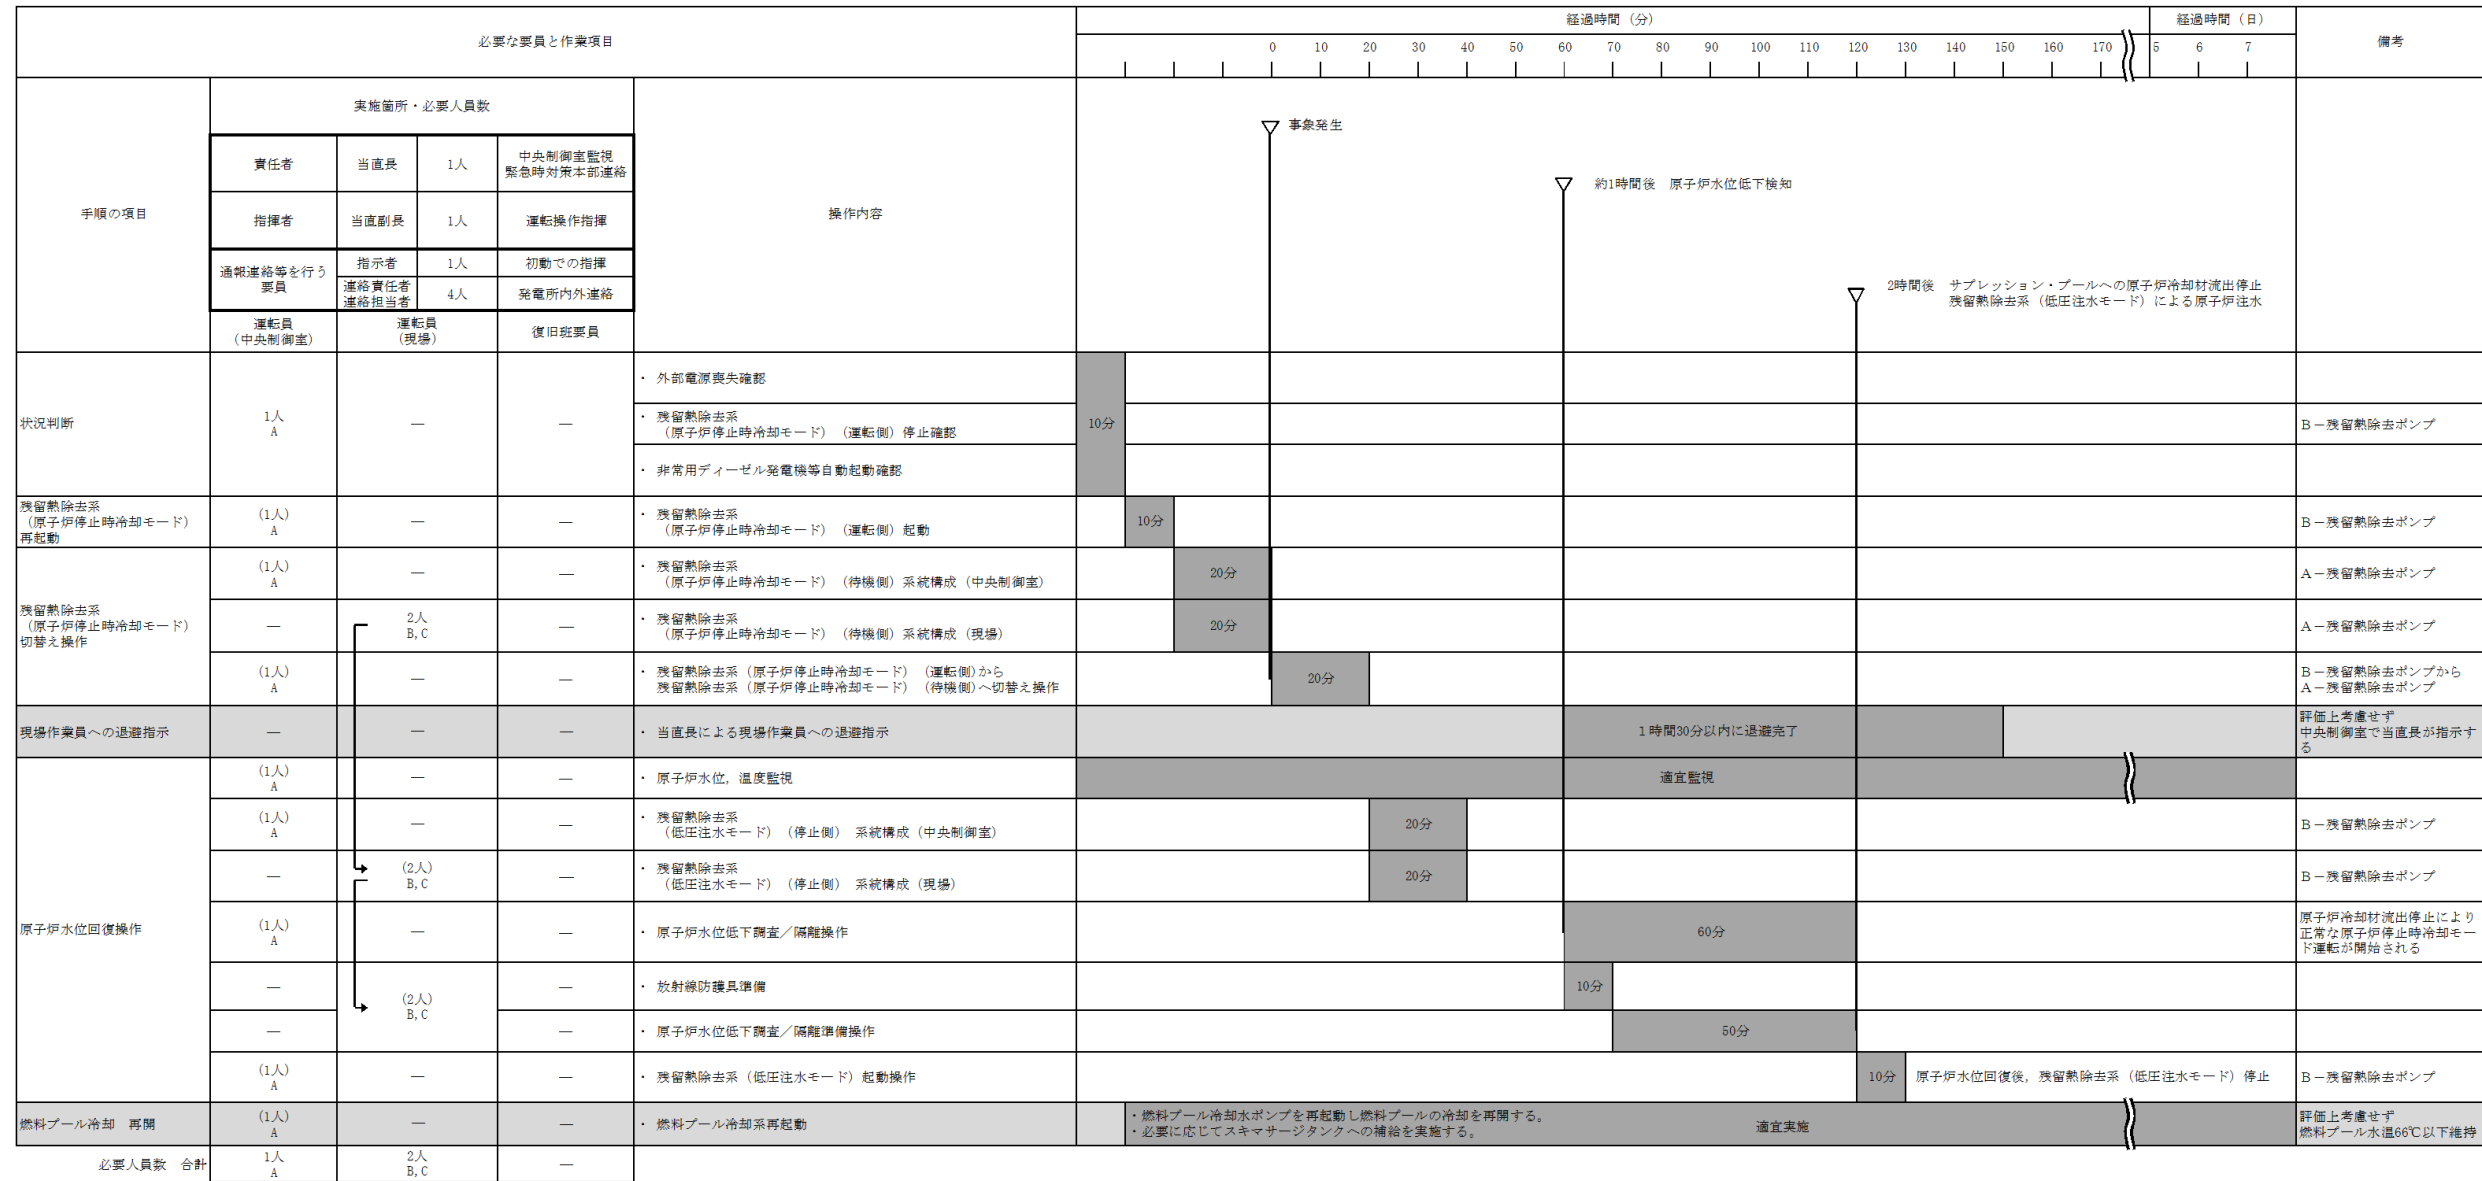 必要な要員と作業項目
経過時間（分）
経過時間（日）
備考
0 10 20 30 40 50 60 70 80 90 100 110 120 130 140 150 160 170 5 6 7
手順の項目
実施箇所・必要人員数
操作内容
責任者 当直長 1人 中央制御室監視
緊急時対策本部連絡
指揮者 当直副長 1人 運転操作指揮
通報連絡等を行う
要員
指示者 1人 初動での指揮
連絡責任者
連絡担当者
4人 発電所内外連絡
運転員
（中央制御室）
運転員
（現場）
復旧班要員
事象発生
約1時間後　原子炉水位低下検知
2時間後　サプレッション・プールへの原子炉冷却材流出停止
残留熱除去系（低圧注水モード）による原子炉注水
状況判断
1人
A
―
―
・ 外部電源喪失確認
・ 残留熱除去系
（原子炉停止時冷却モード）（運転側）停止確認
・ 非常用ディーゼル発電機等自動起動確認
10分
Ｂ－残留熱除去ポンプ
残留熱除去系
（原子炉停止時冷却モード）
再起動
(1人)
A
―
―
・ 残留熱除去系
（原子炉停止時冷却モード）（運転側）起動
10分
Ｂ－残留熱除去ポンプ
残留熱除去系
（原子炉停止時冷却モード）
切替え操作
(1人)
A
―
―
・ 残留熱除去系
（原子炉停止時冷却モード）（待機側）系統構成（中央制御室）
20分
Ａ－残留熱除去ポンプ
―
2人
B,C
―
・ 残留熱除去系
（原子炉停止時冷却モード）（待機側）系統構成（現場）
20分
Ａ－残留熱除去ポンプ
(1人)
A
―
―
・ 残留熱除去系（原子炉停止時冷却モード）（運転側)から
残留熱除去系（原子炉停止時冷却モード）（待機側)へ切替え操作
20分
Ｂ－残留熱除去ポンプから
Ａ－残留熱除去ポンプ
現場作業員への退避指示
―
―
―
・ 当直長による現場作業員への退避指示
１時間30分以内に退避完了
評価上考慮せず
中央制御室で当直長が指示す
る
原子炉水位回復操作
(1人)
A
―
―
・ 原子炉水位，温度監視
適宜監視
(1人)
A
―
―
・ 残留熱除去系
（低圧注水モード）（停止側）　系統構成（中央制御室）
20分
Ｂ－残留熱除去ポンプ
―
(2人)
B,C
―
・ 残留熱除去系
（低圧注水モード）（停止側）　系統構成（現場）
20分
Ｂ－残留熱除去ポンプ
(1人)
A
―
―
・ 原子炉水位低下調査／隔離操作
60分
原子炉冷却材流出停止により
正常な原子炉停止時冷却モー
ド運転が開始される
―
(2人)
B,C
―
・ 放射線防護具準備
10分
―
―
・ 原子炉水位低下調査／隔離準備操作
50分
(1人)
A
―
―
・ 残留熱除去系（低圧注水モード）起動操作
10分
原子炉水位回復後，残留熱除去系（低圧注水モード）停止
Ｂ－残留熱除去ポンプ
燃料プール冷却　再開
(1人)
A
―
―
・ 燃料プール冷却系再起動
・燃料プール冷却水ポンプを再起動し燃料プールの冷却を再開する。
・必要に応じてスキマサージタンクへの補給を実施する。
適宜実施
評価上考慮せず
燃料プール水温66℃以下維持
必要人員数　合計
1人
A
2人
B,C
―